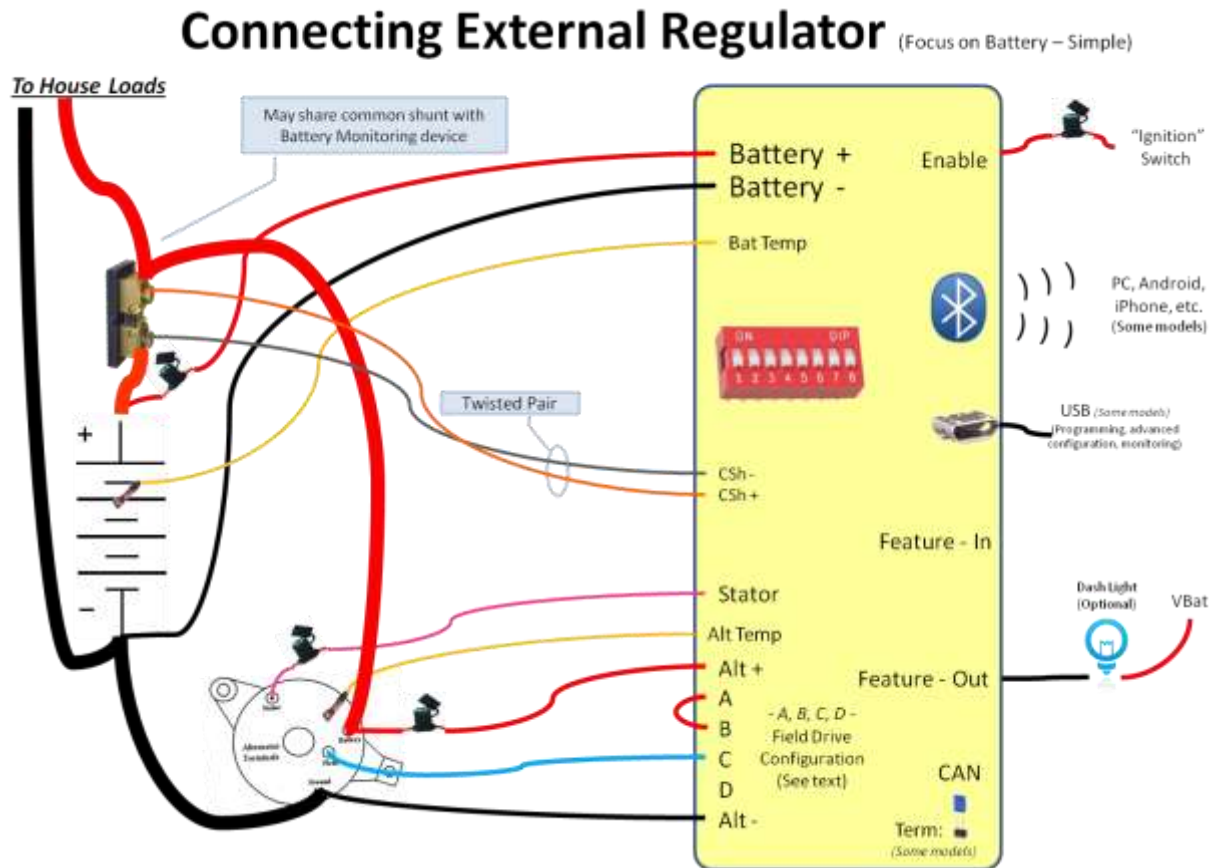 Connecting External Regulator (Focus on Battery – Simple)
To House Loads
May share common shunt with
Battery Monitoring device
Battery +
Battery -
Bat Temp
Enable
"Ignition"
Switch
PC, Android,
iPhone, etc.
(Some models)
ON DIP
1 2 3 4 5 6 7 8
USB (Some models)
(Programming, advanced
configuration, monitoring)
Twisted Pair
CSh -
CSh +
+
−
Feature - In
Stator
Alt Temp
Alt +
A
B
C
D
Alt -
- A, B, C, D -
Field Drive
Configuration
(See text)
Dash Light
(Optional)
VBat
Feature - Out
CAN
Term:
(Some models)
Stator
Battery
Alternator
Terminals
Field
Ground